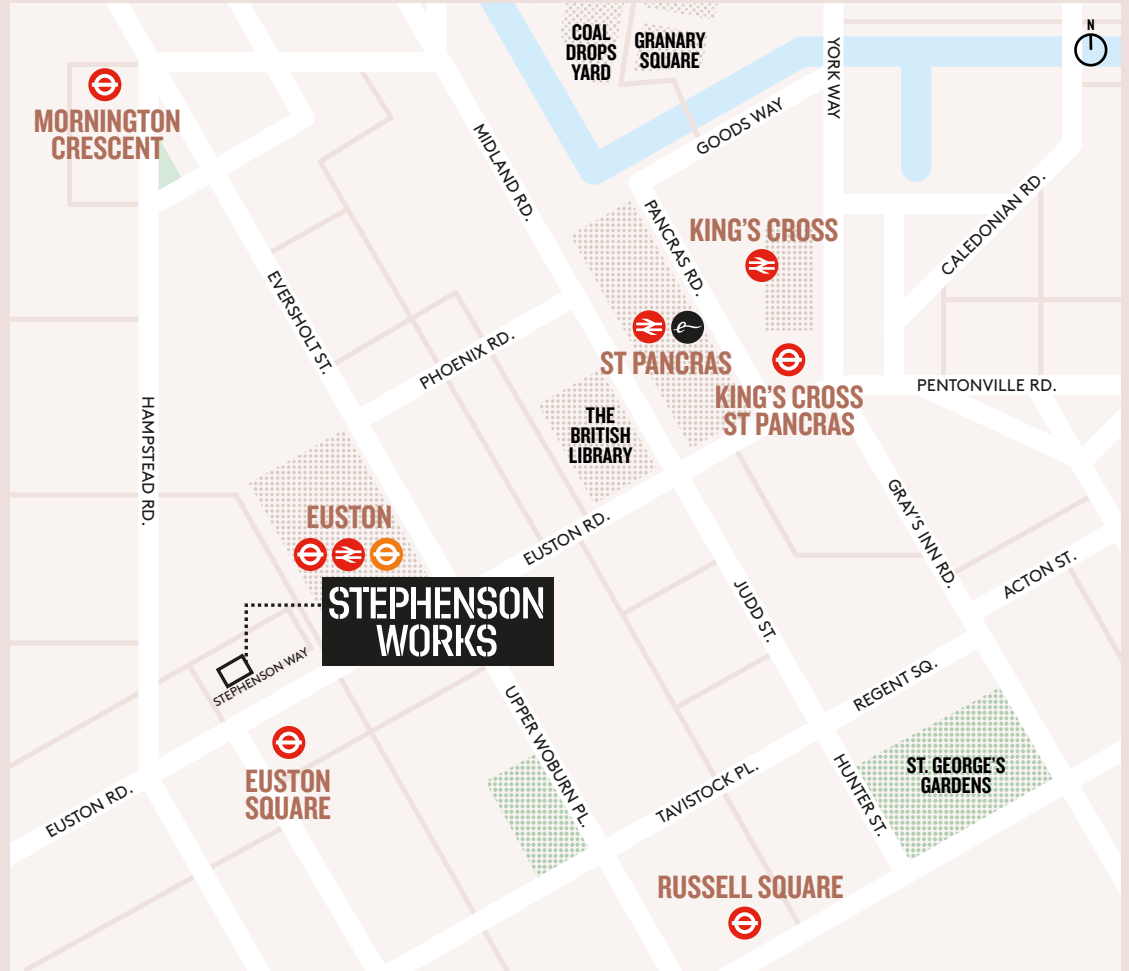 COAL
DROPS
YARD
GRANARY
SQUARE
N
YORK WAY
MORNINGTON
CRESCENT
GOODS WAY
MIDLAND RD.
CALEDONIAN RD.
PANCRAS RD.
KING'S CROSS
EVERSHOLT ST.
PHOENIX RD.
e
ST PANCRAS
KING'S CROSS
ST PANCRAS
PENTONVILLE RD.
HAMPSTEAD RD.
THE
BRITISH
LIBRARY
EUSTON
EUSTON RD.
GRAY'S INN RD.
ACTON ST.
STEPHENSON
WORKS
JUDD ST.
STEPHENSON WAY
REGENT SQ.
UPPER WOBURN PL.
EUSTON
SQUARE
ST. GEORGE'S
GARDENS
HUNTER ST.
TAVISTOCK PL.
EUSTON RD.
RUSSELL SQUARE